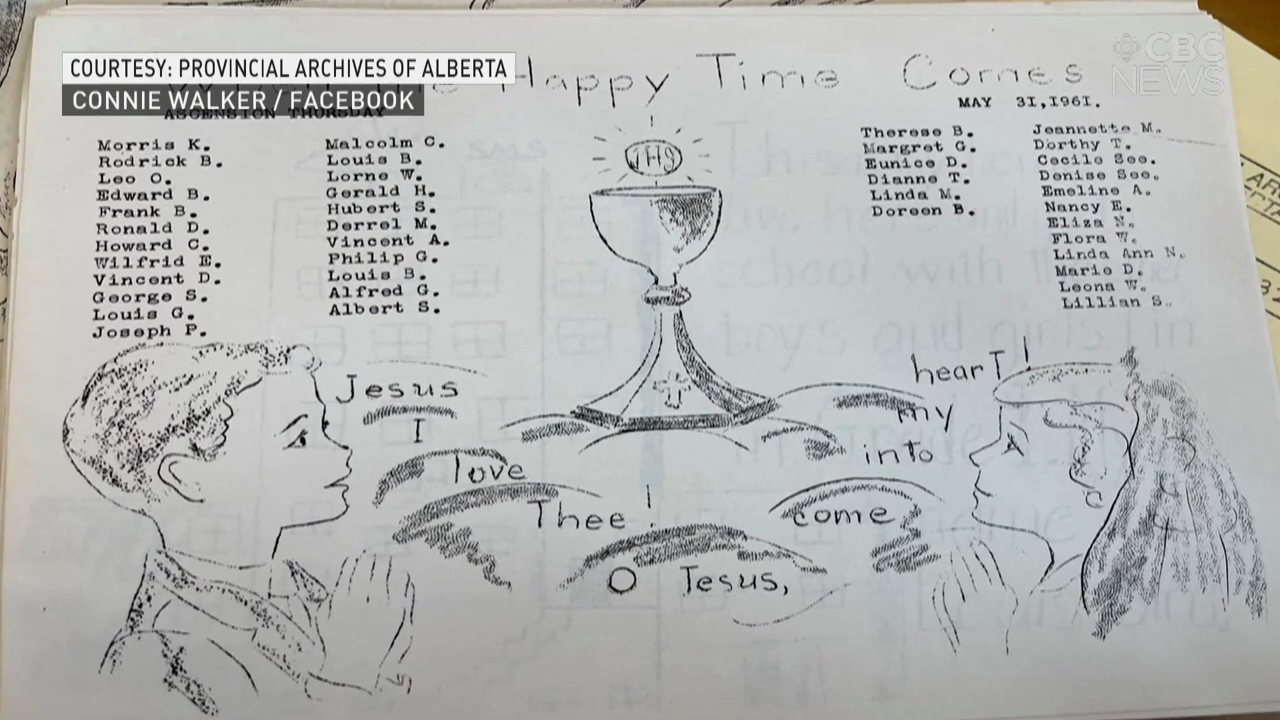 COURTESY: PROVINCIAL ARCHIVES OF ALBERTA
CONNIE WALKER / FACEBOOK
CBC
NEWS
Happy Time Comes
ASCENSION THURSDAY
MAY 31,1961.
Morris K.
Rodrick B.
Leo O.
Edward B.
Frank B.
Ronald D.
Howard C.
Wilfrid E.
Vincent D.
George S.
Louis G.
Joseph P.
Malcolm C.
Louis B.
Lorne W.
Gerald H.
Hubert S.
Derrel M.
Vincent A.
Philip G.
Louis B.
Alfred G.
Albert S.
IHS
Therese B.
Margret G.
Eunice D.
Dianne T.
Linda M.
Doreen B.
Jeannette M.
Dorthy T.
Cecile See.
Denise See.
Emeline A.
Nancy E.
Eliza N.
Flora W.
Linda Ann N.
Marie D.
Leona W.
Lillian S.
Jesus
I
love
Thee!
O Jesus,
come
into
my
heart!